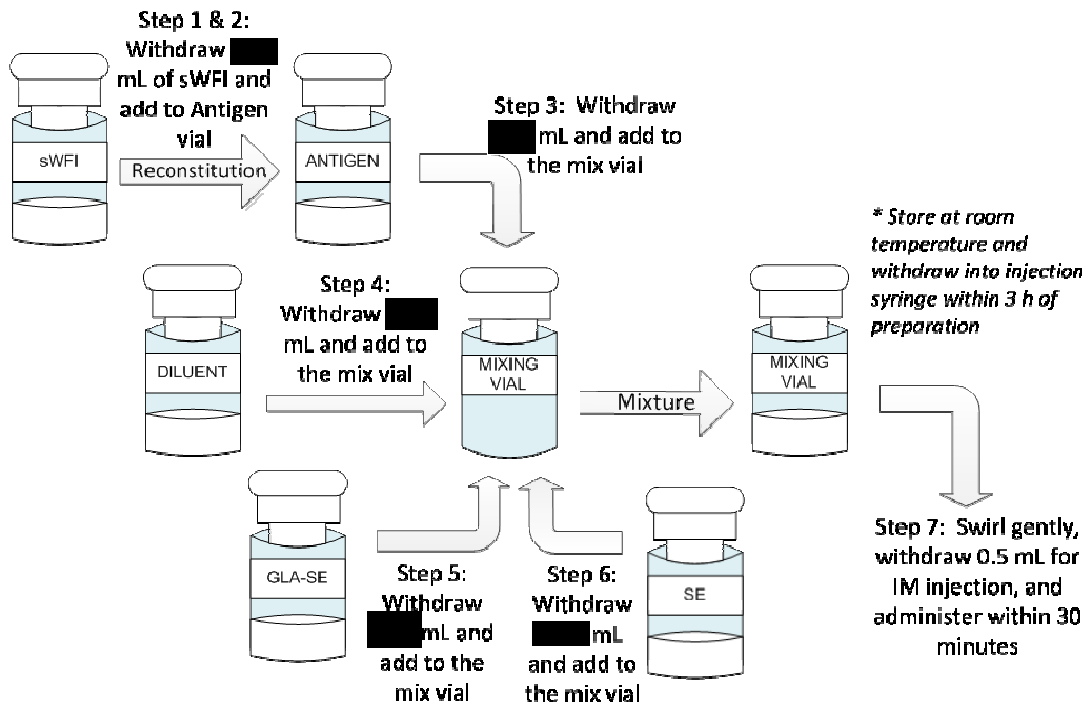 Step 1 & 2:
Withdraw
mL of sWFI and
add to Antigen
vial
sWFI
Reconstitution
ANTIGEN
Step 3:  Withdraw
mL and add to
the mix vial
* Store at room
temperature and
withdraw into injection
syringe within 3 h of
preparation
DILUENT
Step 4:
Withdraw
mL and add to
the mix vial
MIXING
VIAL
Mixture
MIXING
VIAL
GLA-SE
Step 5:
Withdraw
mL and
add to the
mix vial
Step 6:
Withdraw
mL
and add to
the mix vial
SE
Step 7:  Swirl gently,
withdraw 0.5 mL for
IM injection, and
administer within 30
minutes